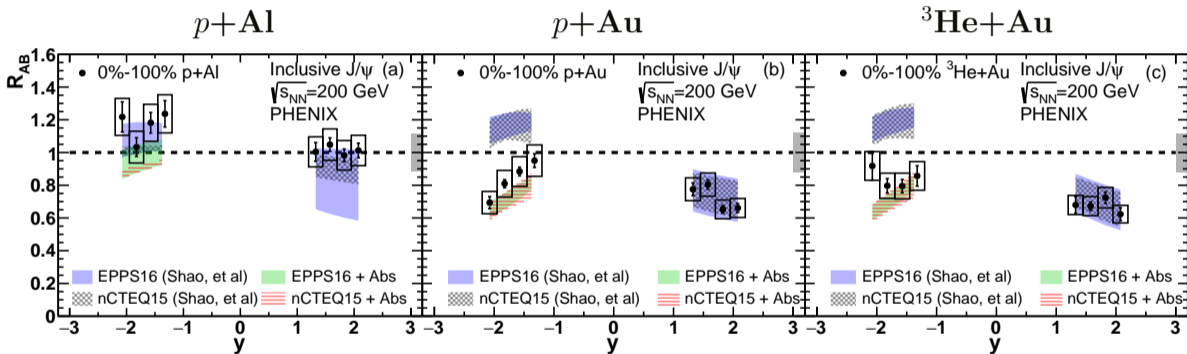 p+Al p+Au ³He+Au
R_AB
1.6
1.4
1.2
1
0.8
0.6
0.4
0.2
0
0%-100% p+Al
Inclusive J/ψ (a)
√s_NN=200 GeV
PHENIX
EPPS16 (Shao, et al) EPPS16 + Abs
nCTEQ15 (Shao, et al) nCTEQ15 + Abs
−3 −2 −1 0 1 2 3
y
0%-100% p+Au
Inclusive J/ψ (b)
√s_NN=200 GeV
PHENIX
EPPS16 (Shao, et al) EPPS16 + Abs
nCTEQ15 (Shao, et al) nCTEQ15 + Abs
−2 −1 0 1 2 3
y
0%-100% ³He+Au
Inclusive J/ψ (c)
√s_NN=200 GeV
PHENIX
EPPS16 (Shao, et al) EPPS16 + Abs
nCTEQ15 (Shao, et al) nCTEQ15 + Abs
−2 −1 0 1 2 3
y